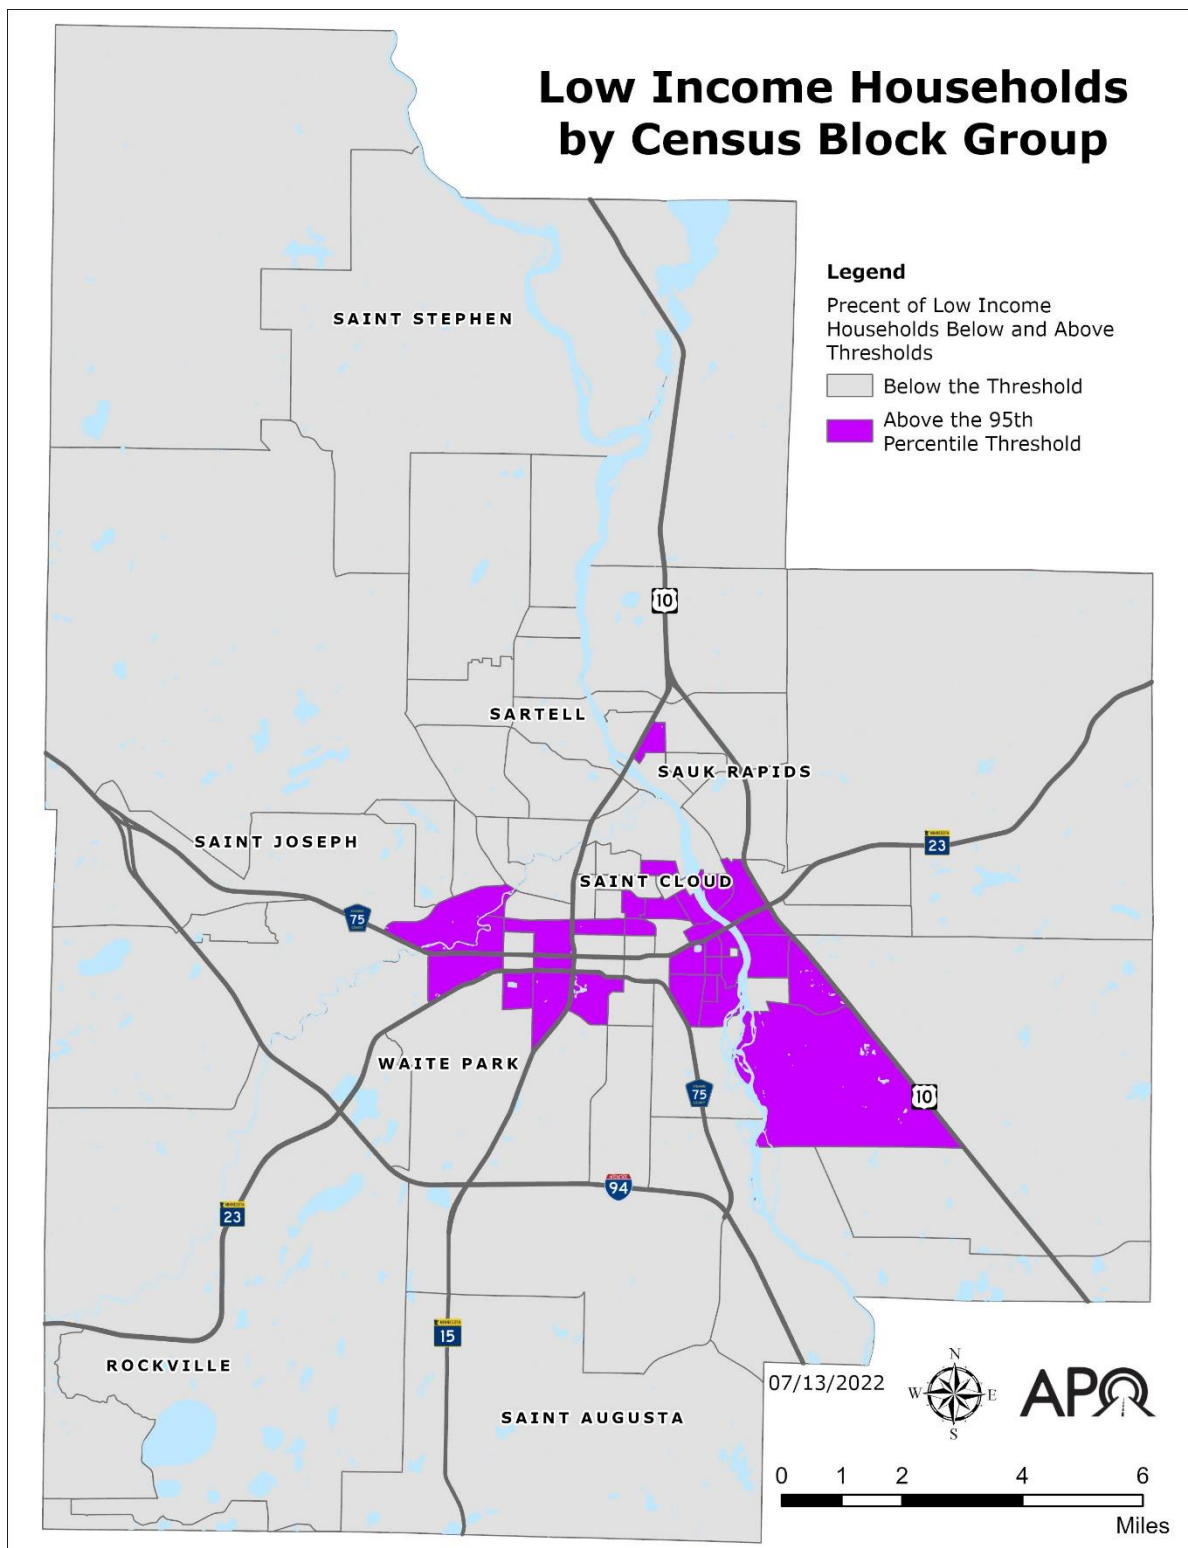 Low Income Households
by Census Block Group
Legend
Precent of Low Income
Households Below and Above
Thresholds
Below the Threshold
Above the 95th
Percentile Threshold
SAINT STEPHEN
10
SARTELL
SAUK RAPIDS
SAINT JOSEPH
MINNESOTA
23
SAINT CLOUD
75
WAITE PARK
75
10
94
MINNESOTA
23
MINNESOTA
15
ROCKVILLE
07/13/2022
N
W
E
S
APO
SAINT AUGUSTA
0 1 2 4 6
Miles